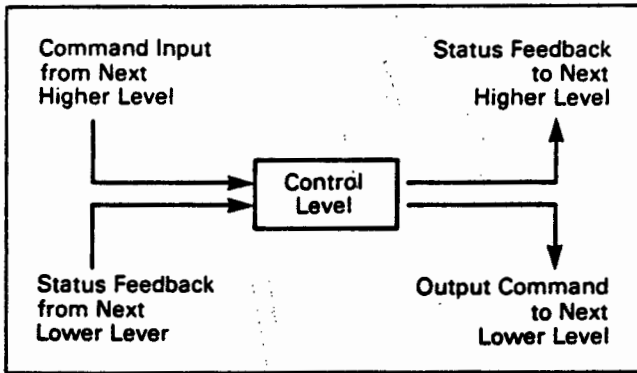 Command Input
from Next
Higher Level
Status Feedback
to Next
Higher Level
Control
Level
Status Feedback
from Next
Lower Lever
Output Command
to Next
Lower Level